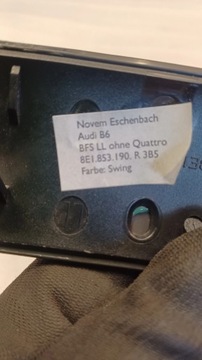 Novem Eschenbach
Audi B6
BFS LL ohne Quattro
8E1.853.190. R 3B5
Farbe: Swing